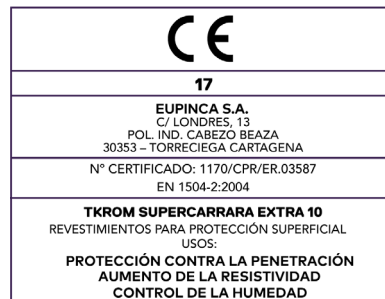 CE
17
EUPINCA S.A.
C/ LONDRES, 13
POL. IND. CABEZO BEAZA
30353 – TORRECIEGA CARTAGENA
Nº CERTIFICADO: 1170/CPR/ER.03587
EN 1504-2:2004
TKROM SUPERCARRARA EXTRA 10
REVESTIMIENTOS PARA PROTECCIÓN SUPERFICIAL
USOS:
PROTECCIÓN CONTRA LA PENETRACIÓN
AUMENTO DE LA RESISTIVIDAD
CONTROL DE LA HUMEDAD